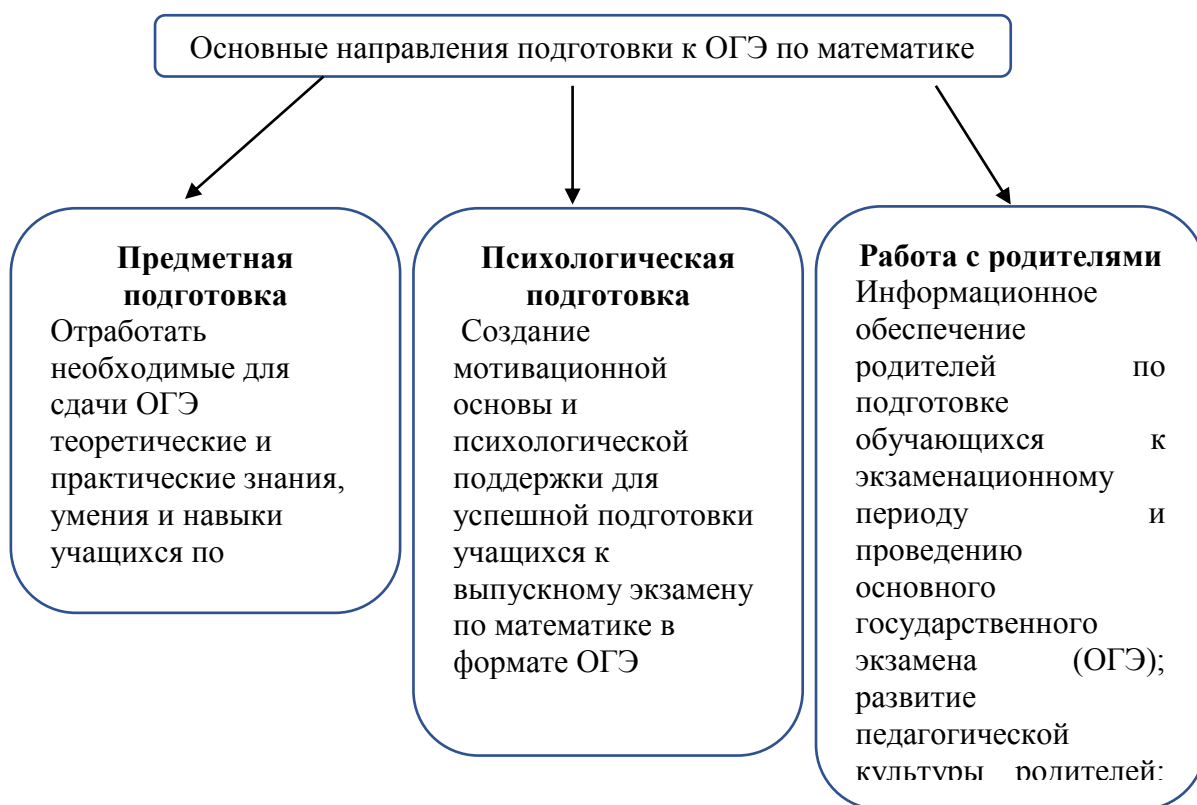 Основные направления подготовки к ОГЭ по математике
Предметная
подготовка
Отработать
необходимые для
сдачи ОГЭ
теоретические и
практические знания,
умения и навыки
учащихся по
Психологическая
подготовка
Создание
мотивационной
основы и
психологической
поддержки для
успешной подготовки
учащихся к
выпускному экзамену
по математике в
формате ОГЭ
Работа с родителями
Информационное
обеспечение
родителей по
подготовке
обучающихся к
экзаменационному
периоду и
проведению
основного
государственного
экзамена (ОГЭ);
развитие
педагогической
культуры родителей;